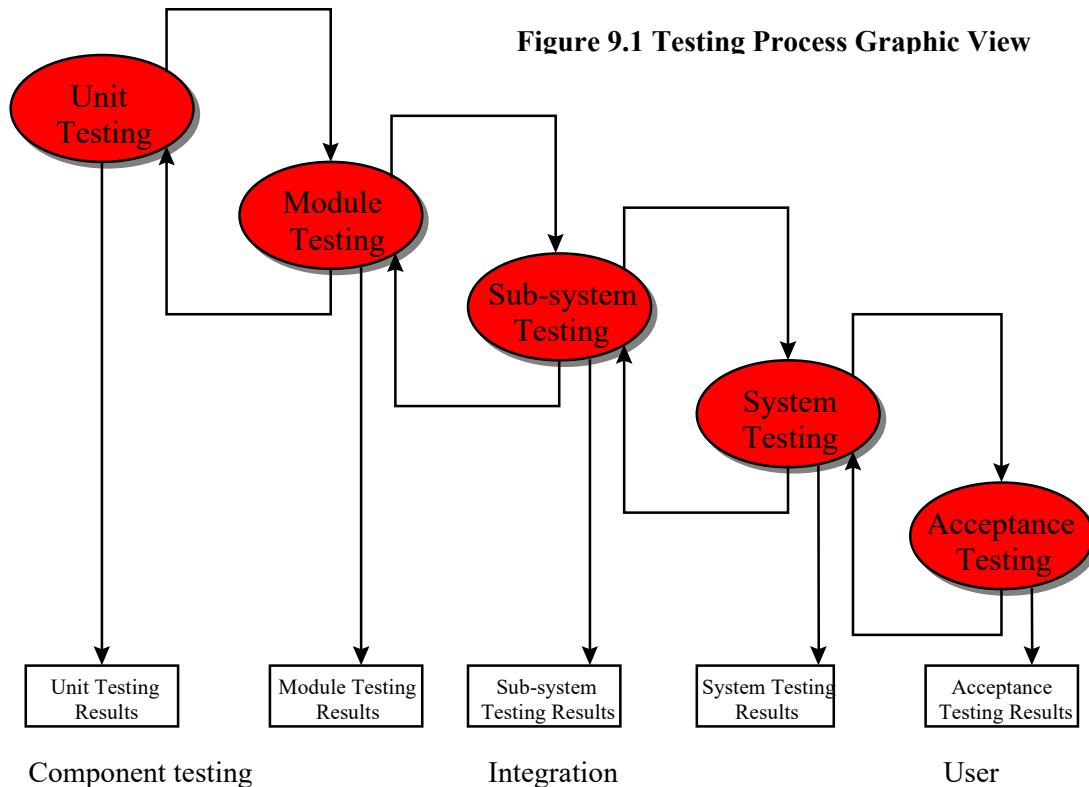 Figure 9.1 Testing Process Graphic View
Unit
Testing
Module
Testing
Sub-system
Testing
System
Testing
Acceptance
Testing
Unit Testing
Results
Module Testing
Results
Sub-system
Testing Results
System Testing
Results
Acceptance
Testing Results
Component testing
Integration
User